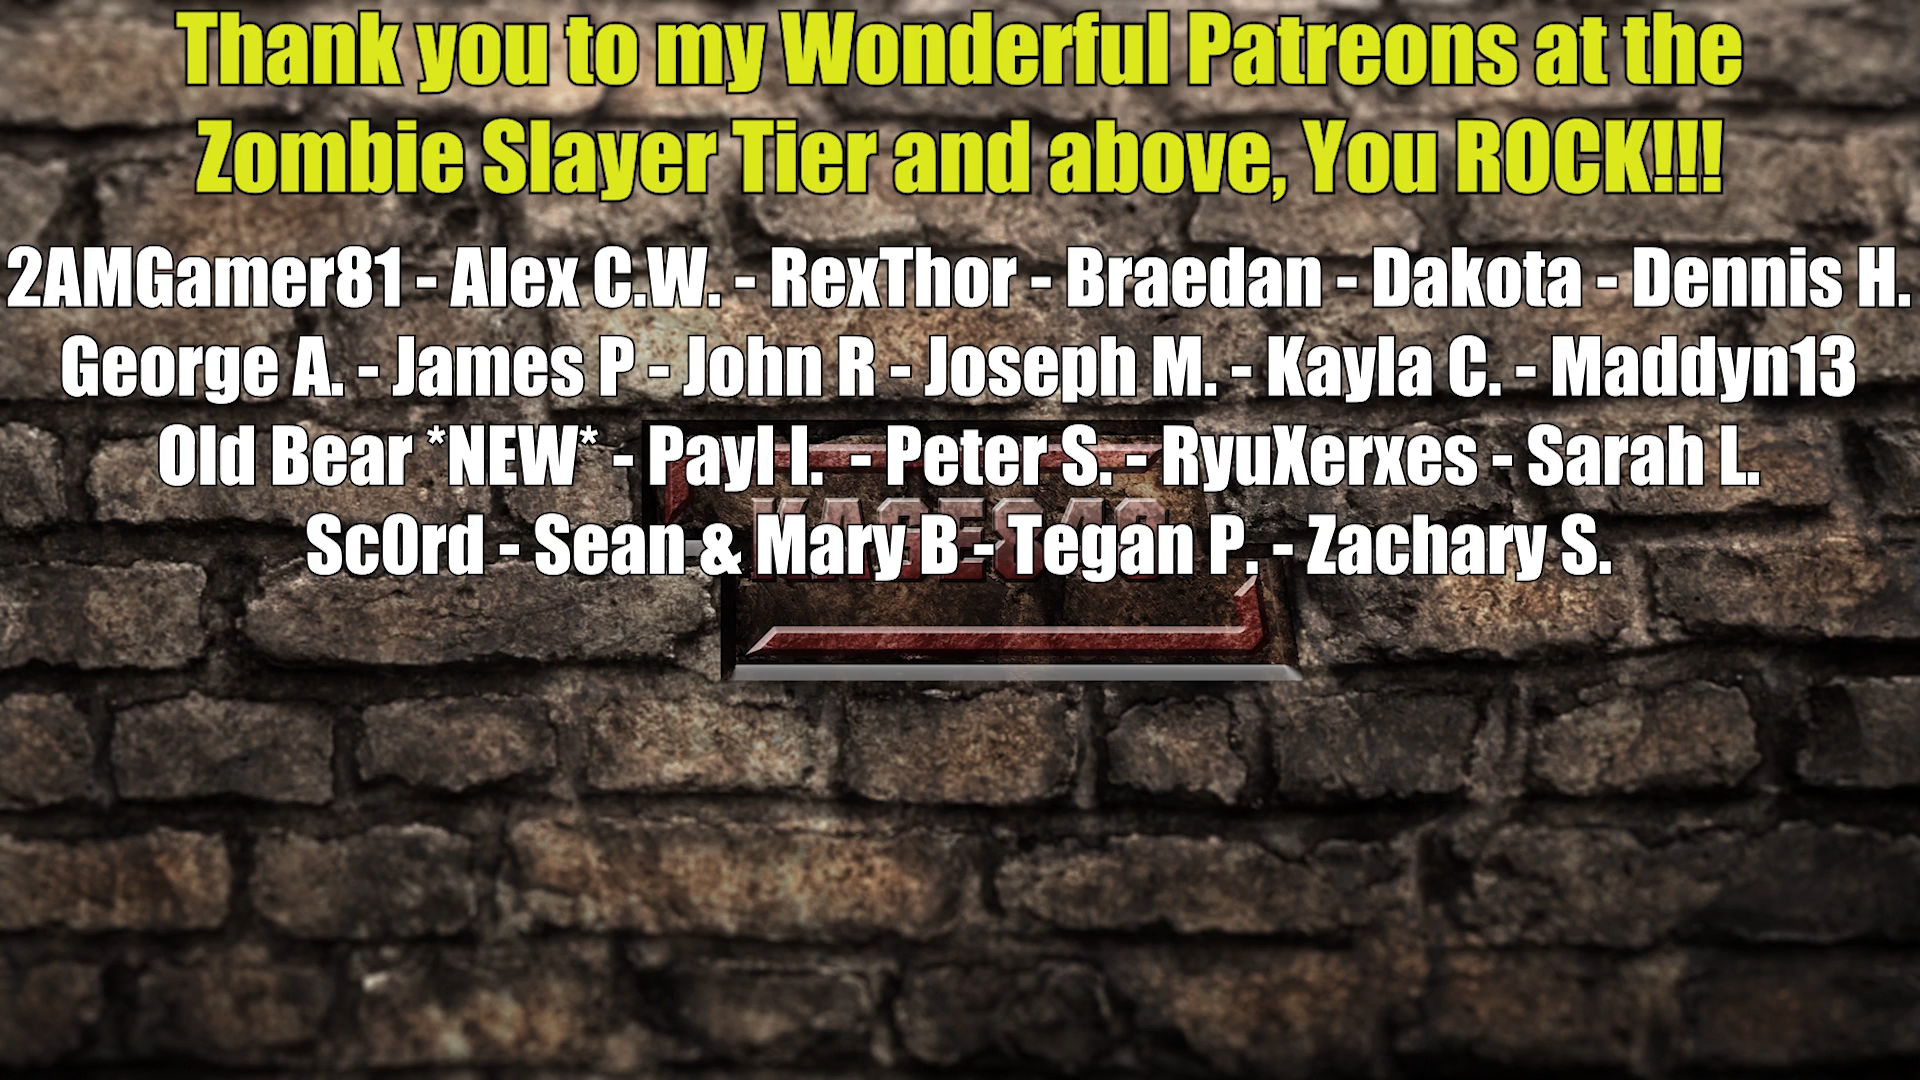 Thank you to my Wonderful Patreons at the
Zombie Slayer Tier and above, You ROCK!!!
2AMGamer81 - Alex C.W. - RexThor - Braedan - Dakota - Dennis H.
George A. - James P - John R - Joseph M. - Kayla C. - Maddyn13
Old Bear *NEW* - Payl I. - Peter S. - RyuXerxes - Sarah L.
Sc0rd - Sean & Mary B - Tegan P. - Zachary S.